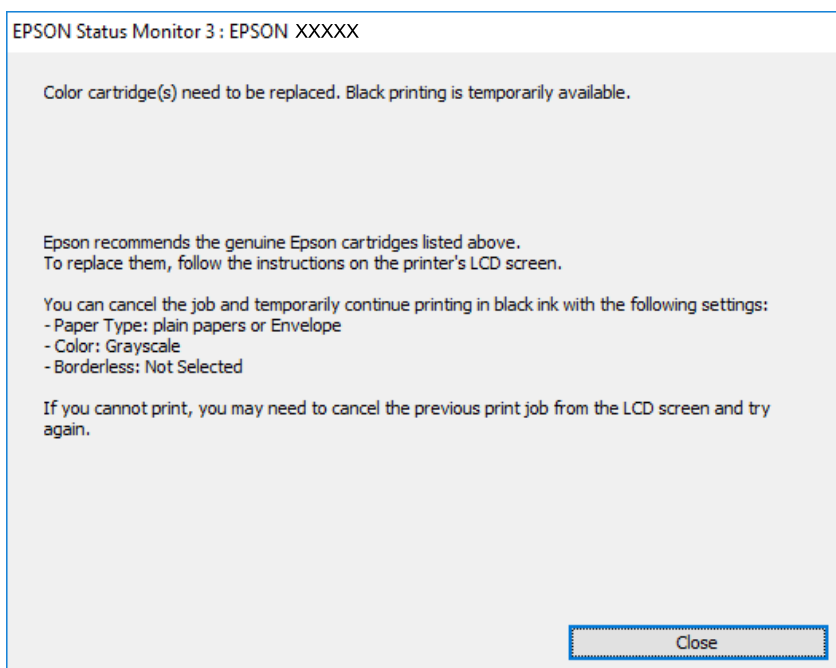 EPSON Status Monitor 3 : EPSON XXXXX
Color cartridge(s) need to be replaced. Black printing is temporarily available.
Epson recommends the genuine Epson cartridges listed above.
To replace them, follow the instructions on the printer's LCD screen.
You can cancel the job and temporarily continue printing in black ink with the following settings:
- Paper Type: plain papers or Envelope
- Color: Grayscale
- Borderless: Not Selected
If you cannot print, you may need to cancel the previous print job from the LCD screen and try
again.
Close